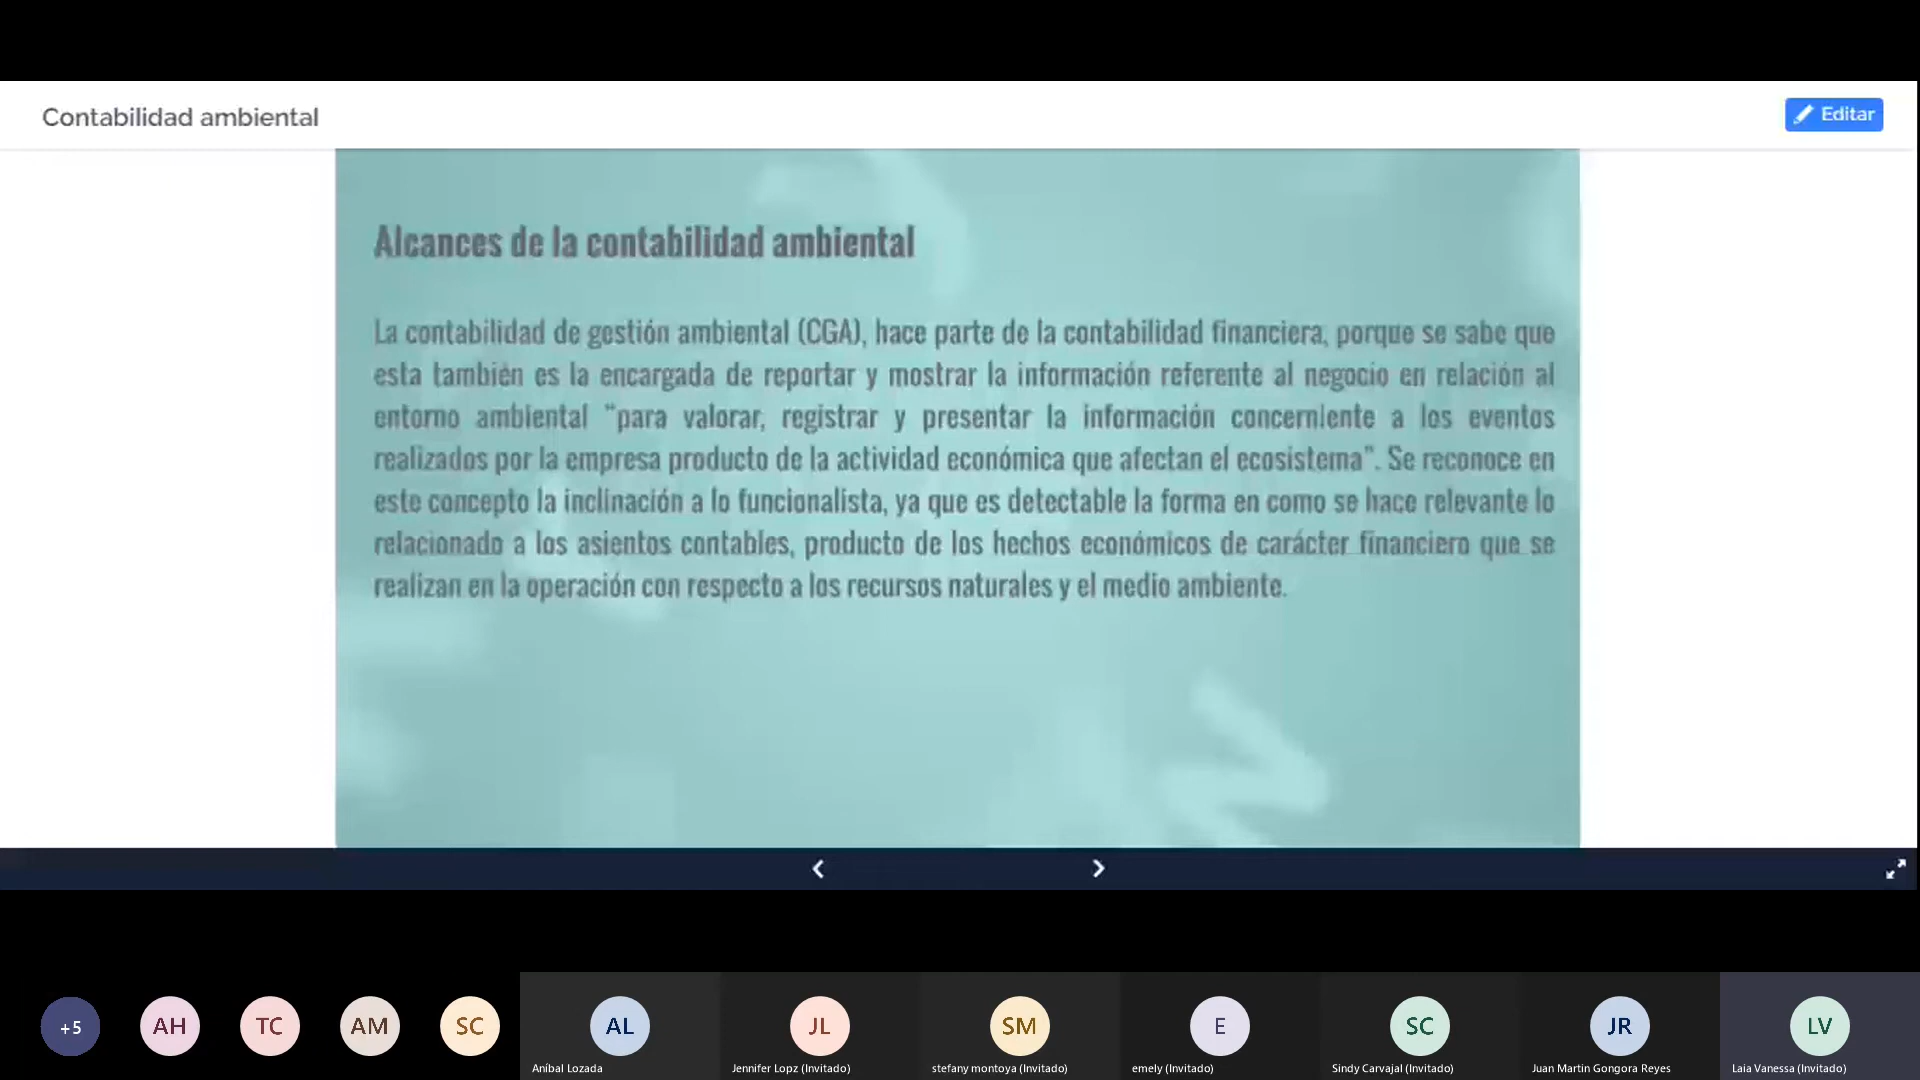 Contabilidad ambiental
Editar
Alcances de la contabilidad ambiental
La contabilidad de gestión ambiental (CGA), hace parte de la contabilidad financiera, porque se sabe que
esta también es la encargada de reportar y mostrar la información referente al negocio en relación al
entorno ambiental "para valorar, registrar y presentar la información concerniente a los eventos
realizados por la empresa producto de la actividad económica que afectan el ecosistema". Se reconoce en
este concepto la inclinación a lo funcionalista, ya que es detectable la forma en como se hace relevante lo
relacionado a los asientos contables, producto de los hechos económicos de carácter financiero que se
realizan en la operación con respecto a los recursos naturales y el medio ambiente.
+5
AH
TC
AM
SC
AL
JL
SM
E
SC
JR
LV
Aníbal Lozada
Jennifer Lopz (Invitado)
stefany montoya (Invitado)
emely (Invitado)
Sindy Carvajal (Invitado)
Juan Martin Gongora Reyes
Laia Vanessa (Invitado)